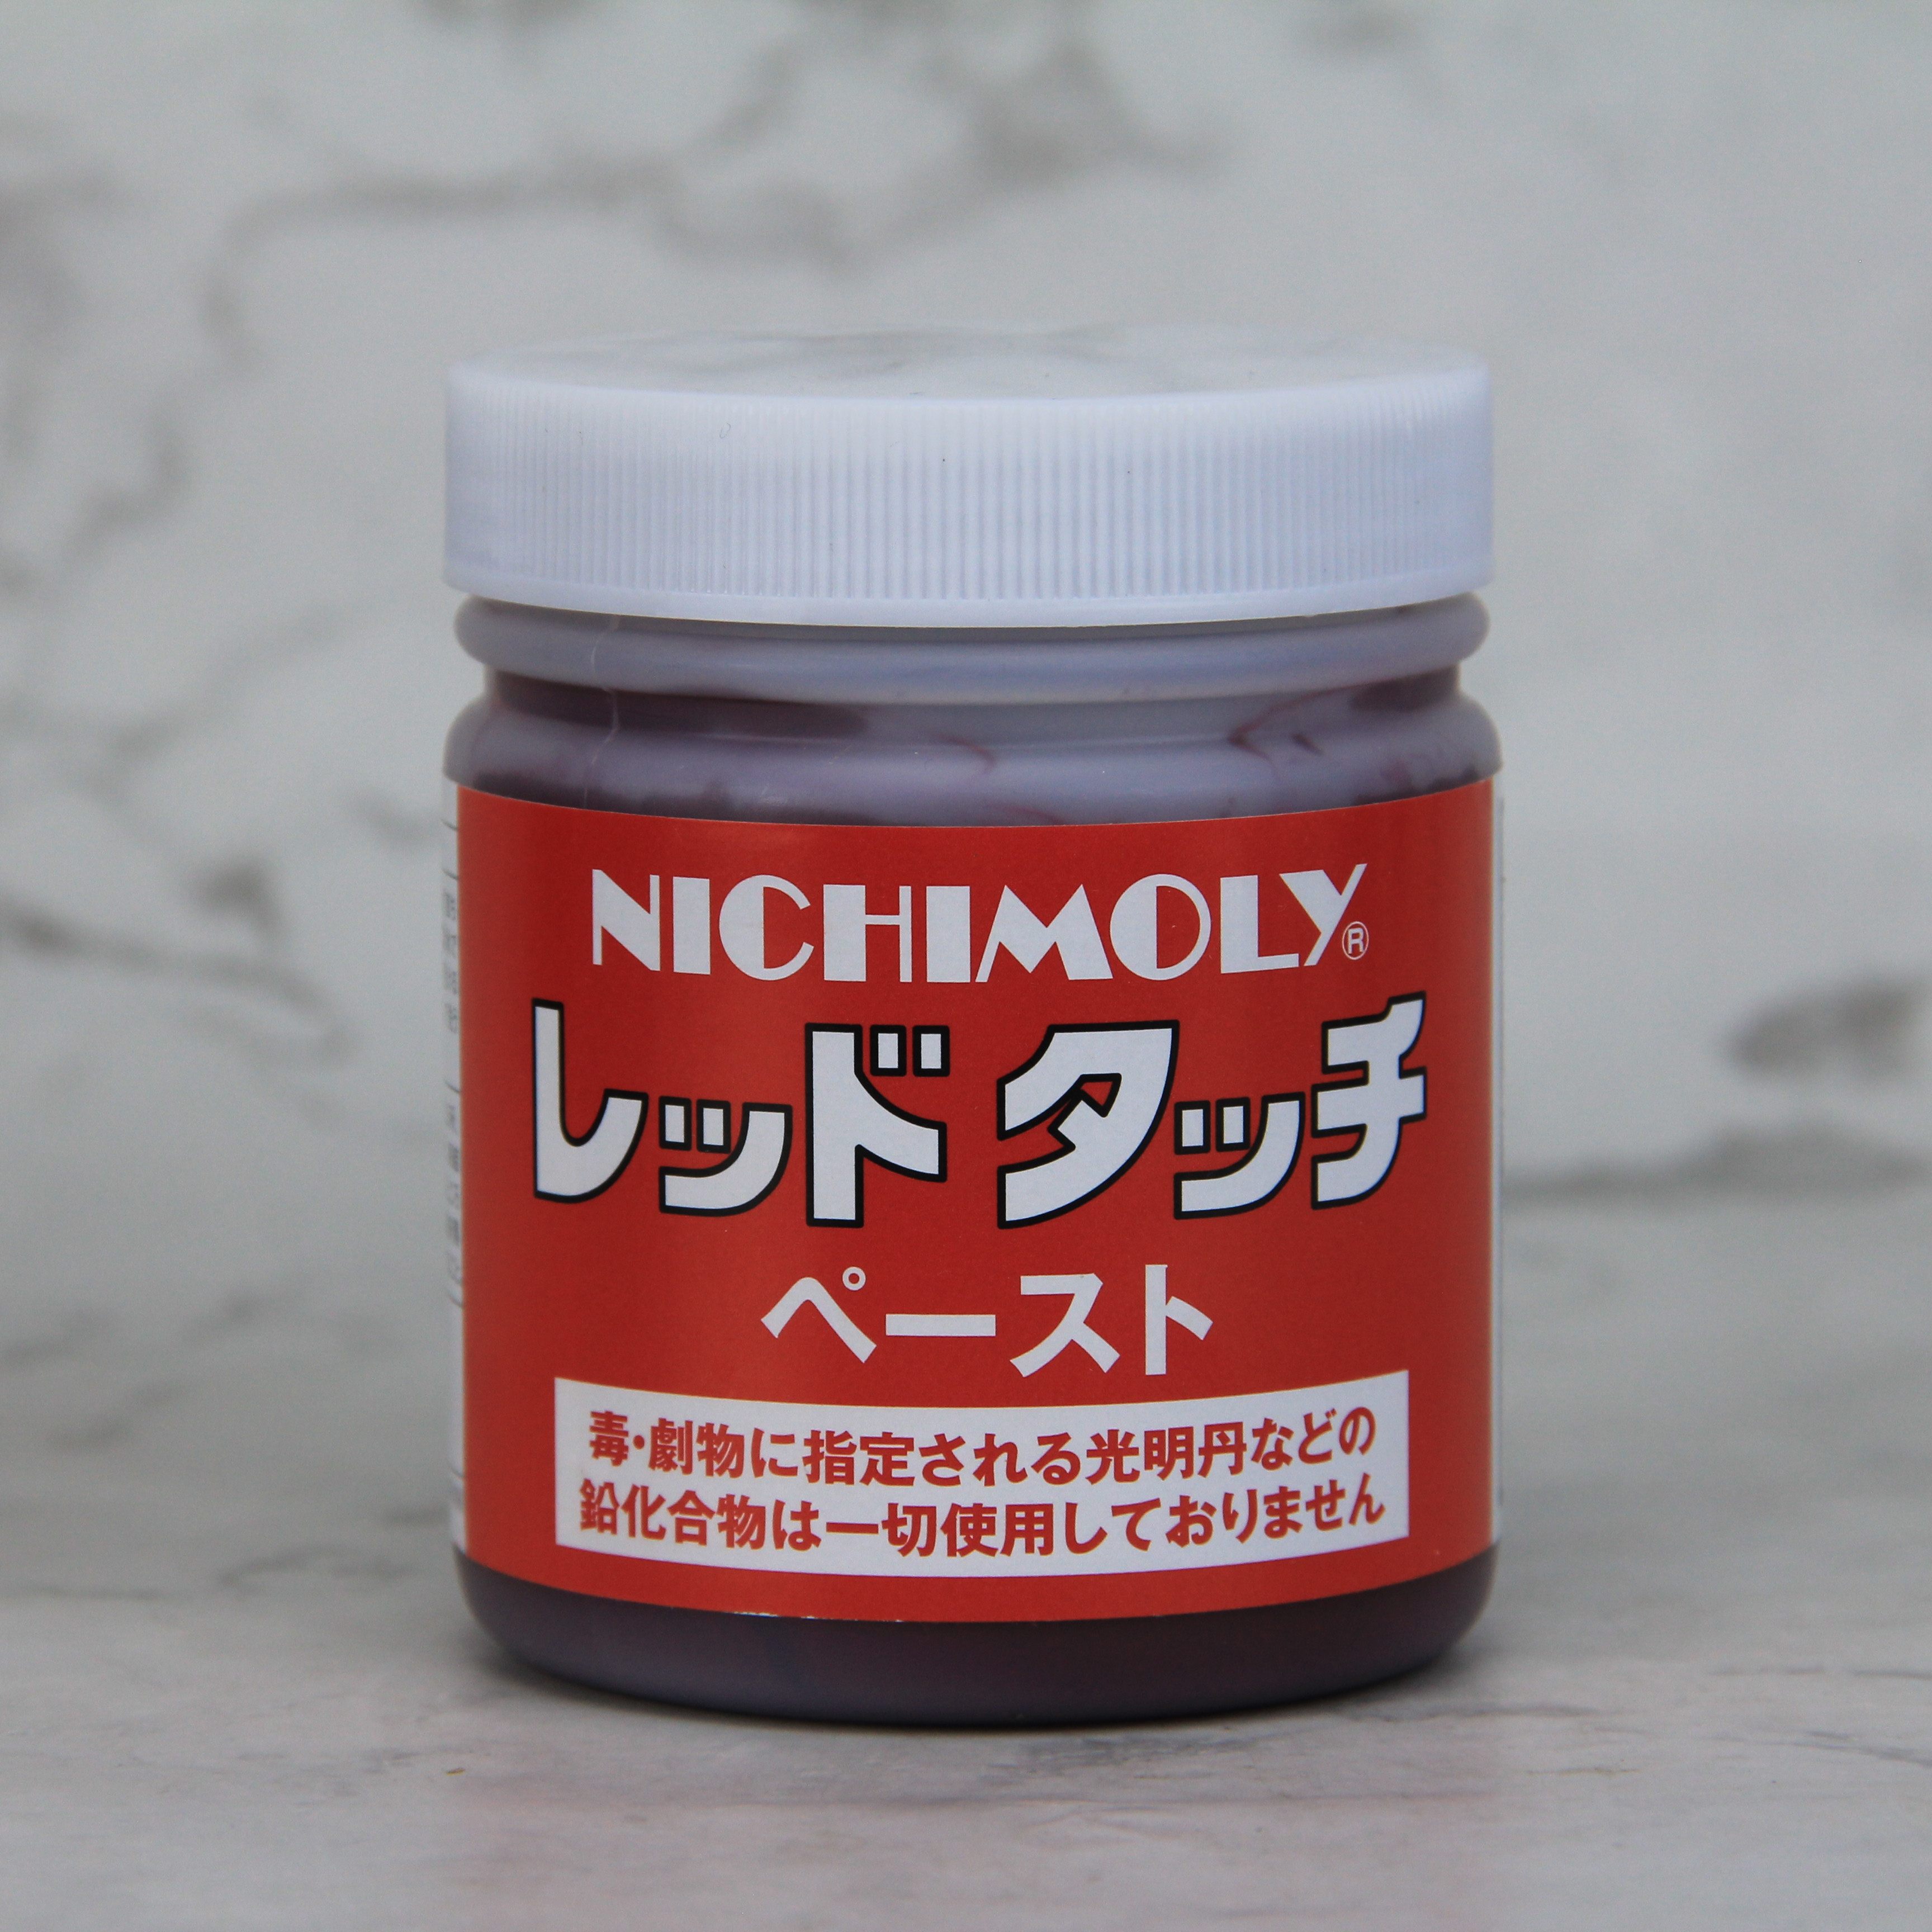 NICHIMOLY®
レッド タッチ
ペースト
毒・劇物に指定される光明丹などの
鉛化合物は一切使用しておりません